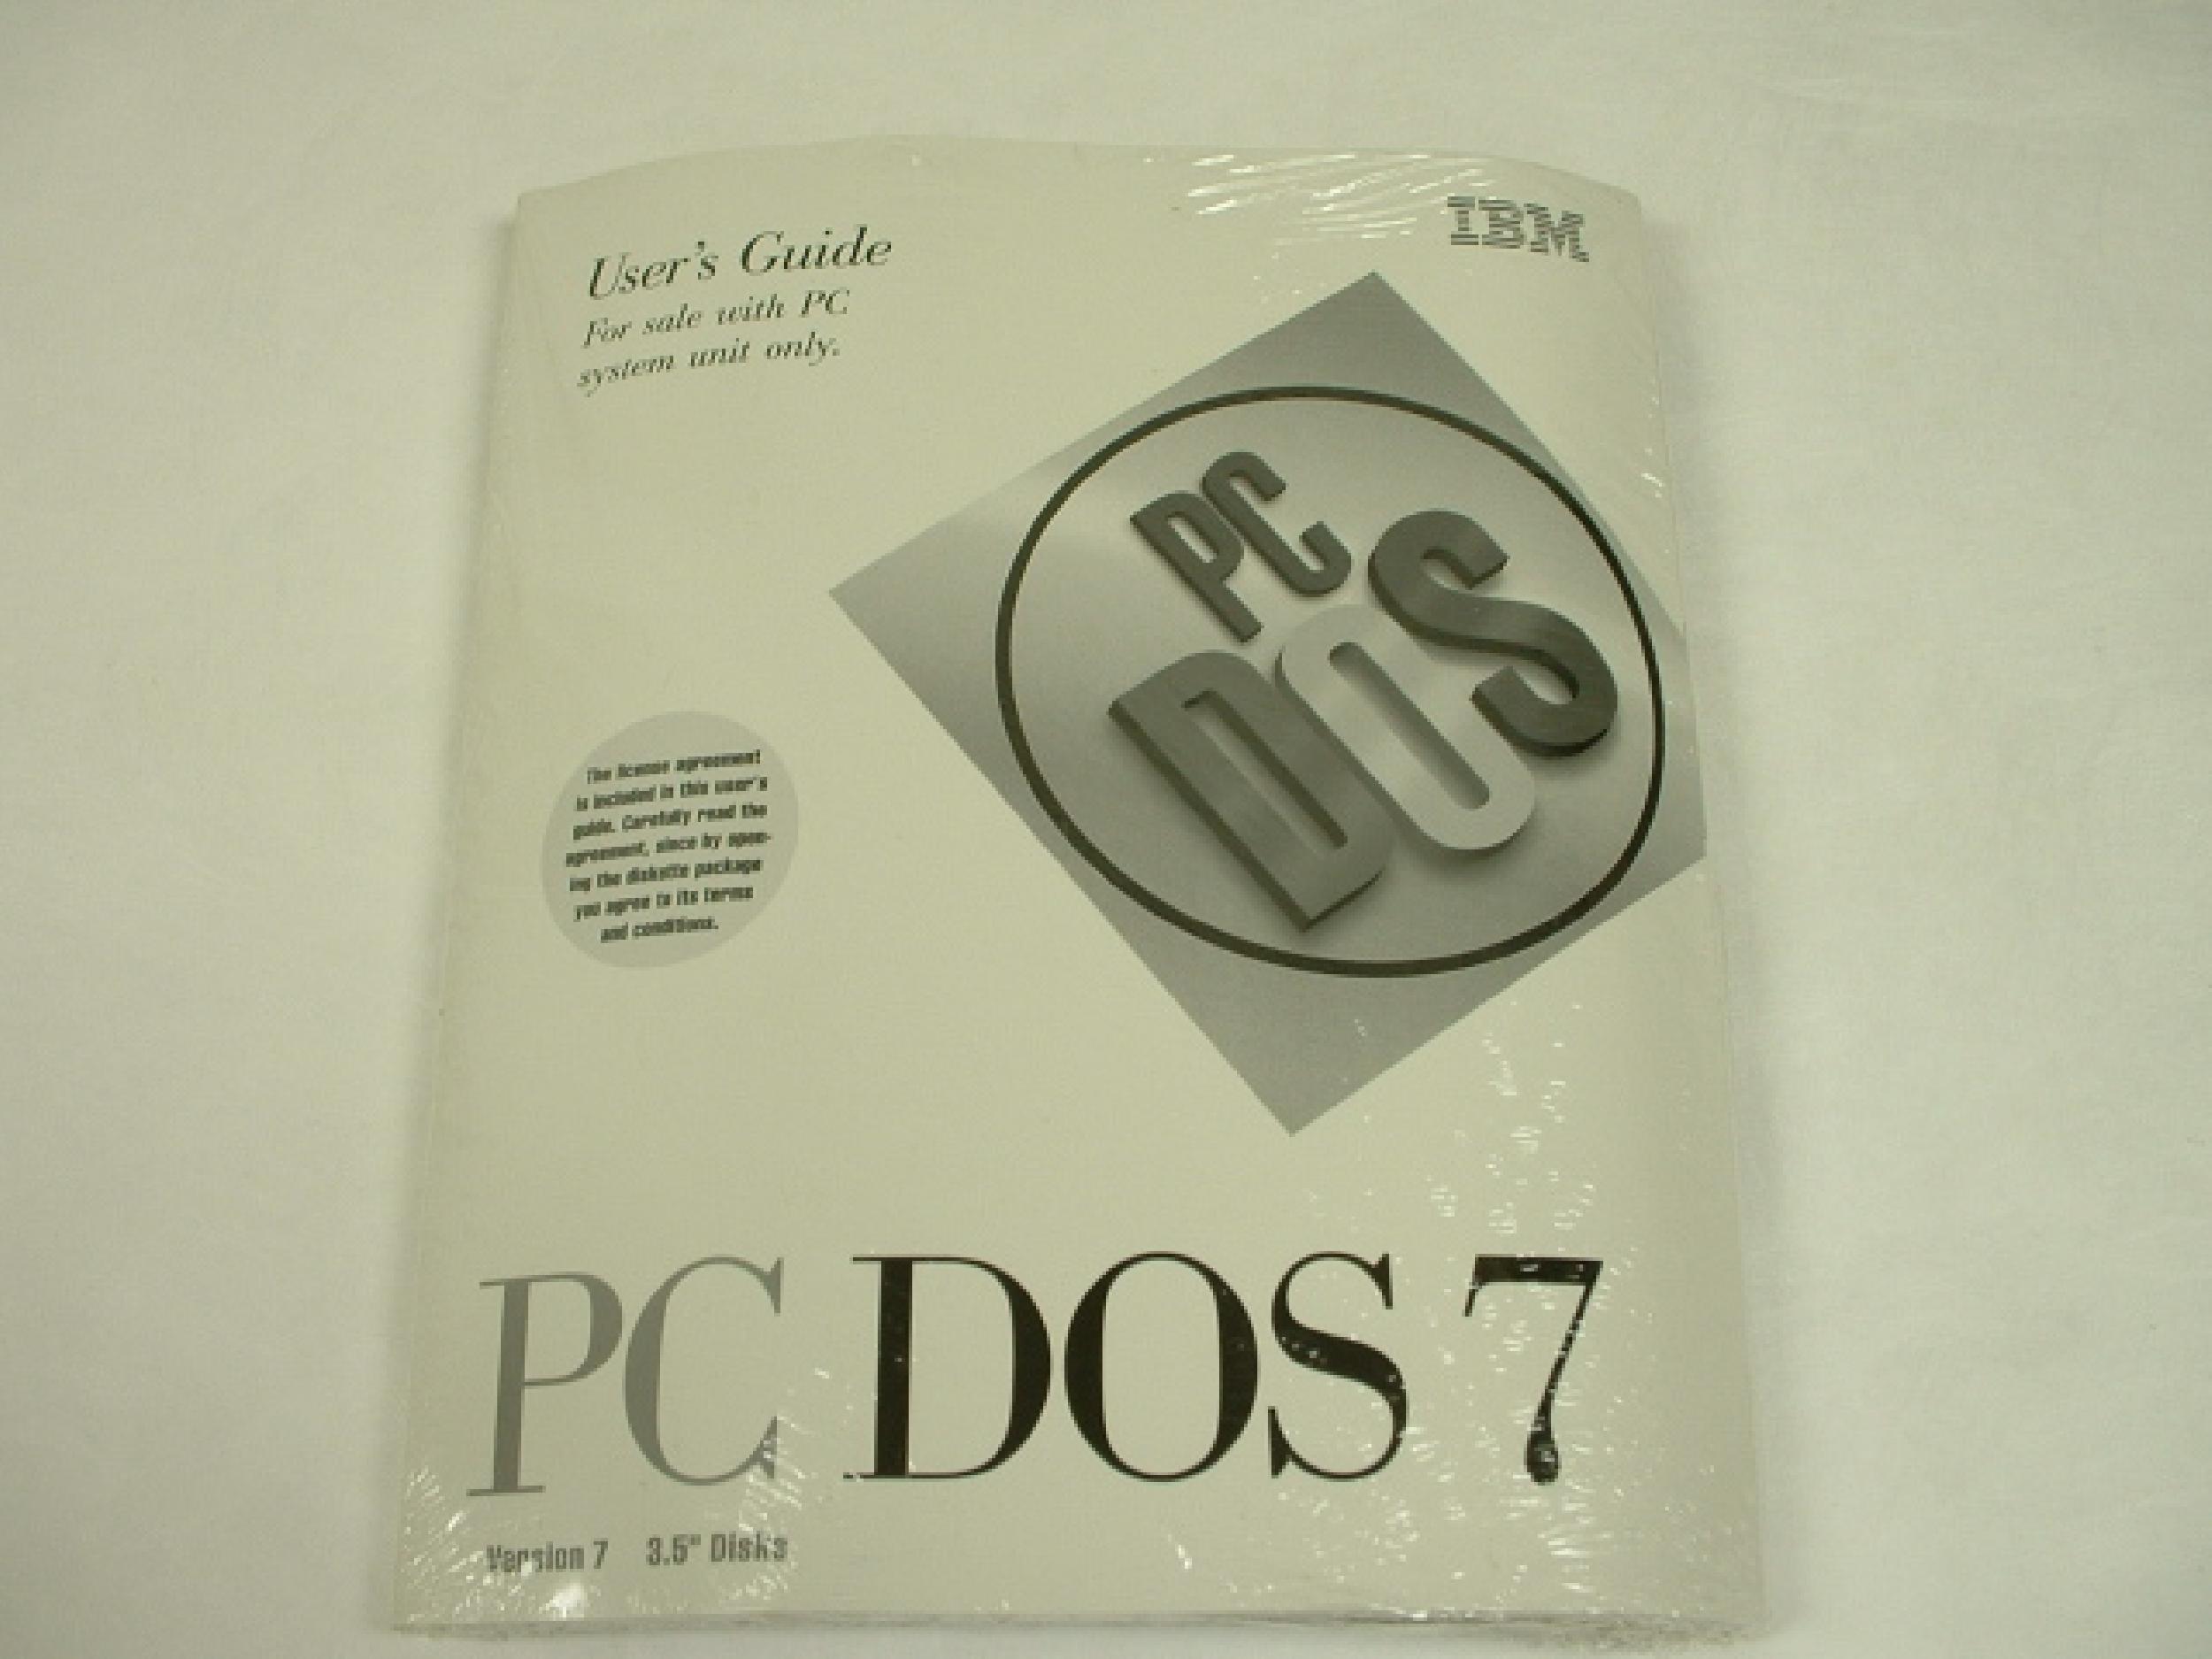 User's Guide
For sale with PC
system unit only.
IBM
PC
DOS
The license agreement
is included in this user's
guide. Carefully read the
agreement, since by open-
ing the diskette package
you agree to its terms
and conditions.
PC DOS 7
Version 7 3.5" Disks